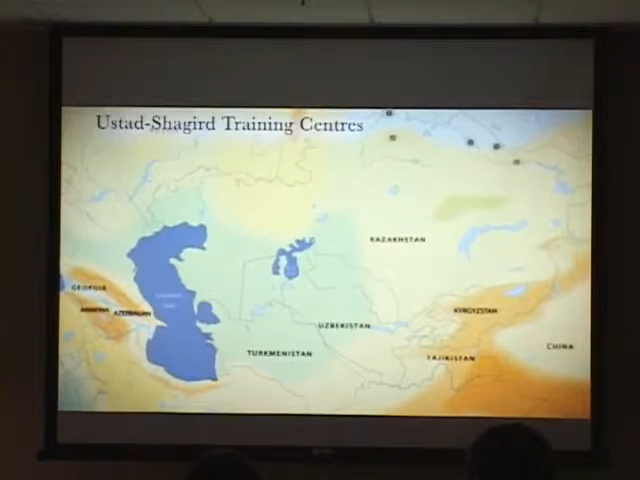 Ustad-Shagird Training Centres
KAZAKHSTAN
GEORGIA
ARMENIA
AZERBAIJAN
KYRGYZSTAN
UZBEKISTAN
CHINA
TURKMENISTAN
TAJIKISTAN